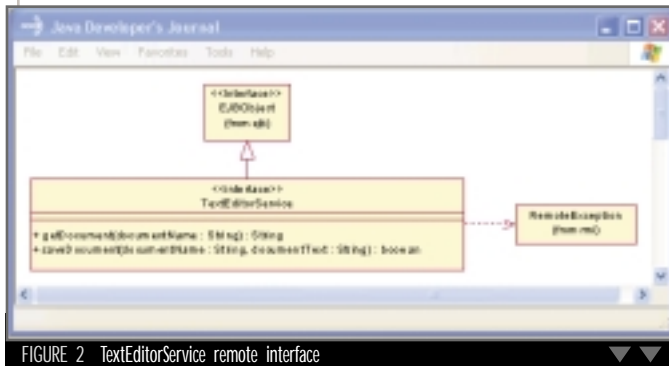 Java Developer's Journal
File Edit View Favorites Tools Help
<<Interface>>
EJBObject
(from ejb)
<<Interface>>
TextEditorService
+ getDocument(documentName : String) : String
+ saveDocument(documentName : String, documentText : String) : boolean
RemoteException
(from rmi)
FIGURE 2 TextEditorService remote interface